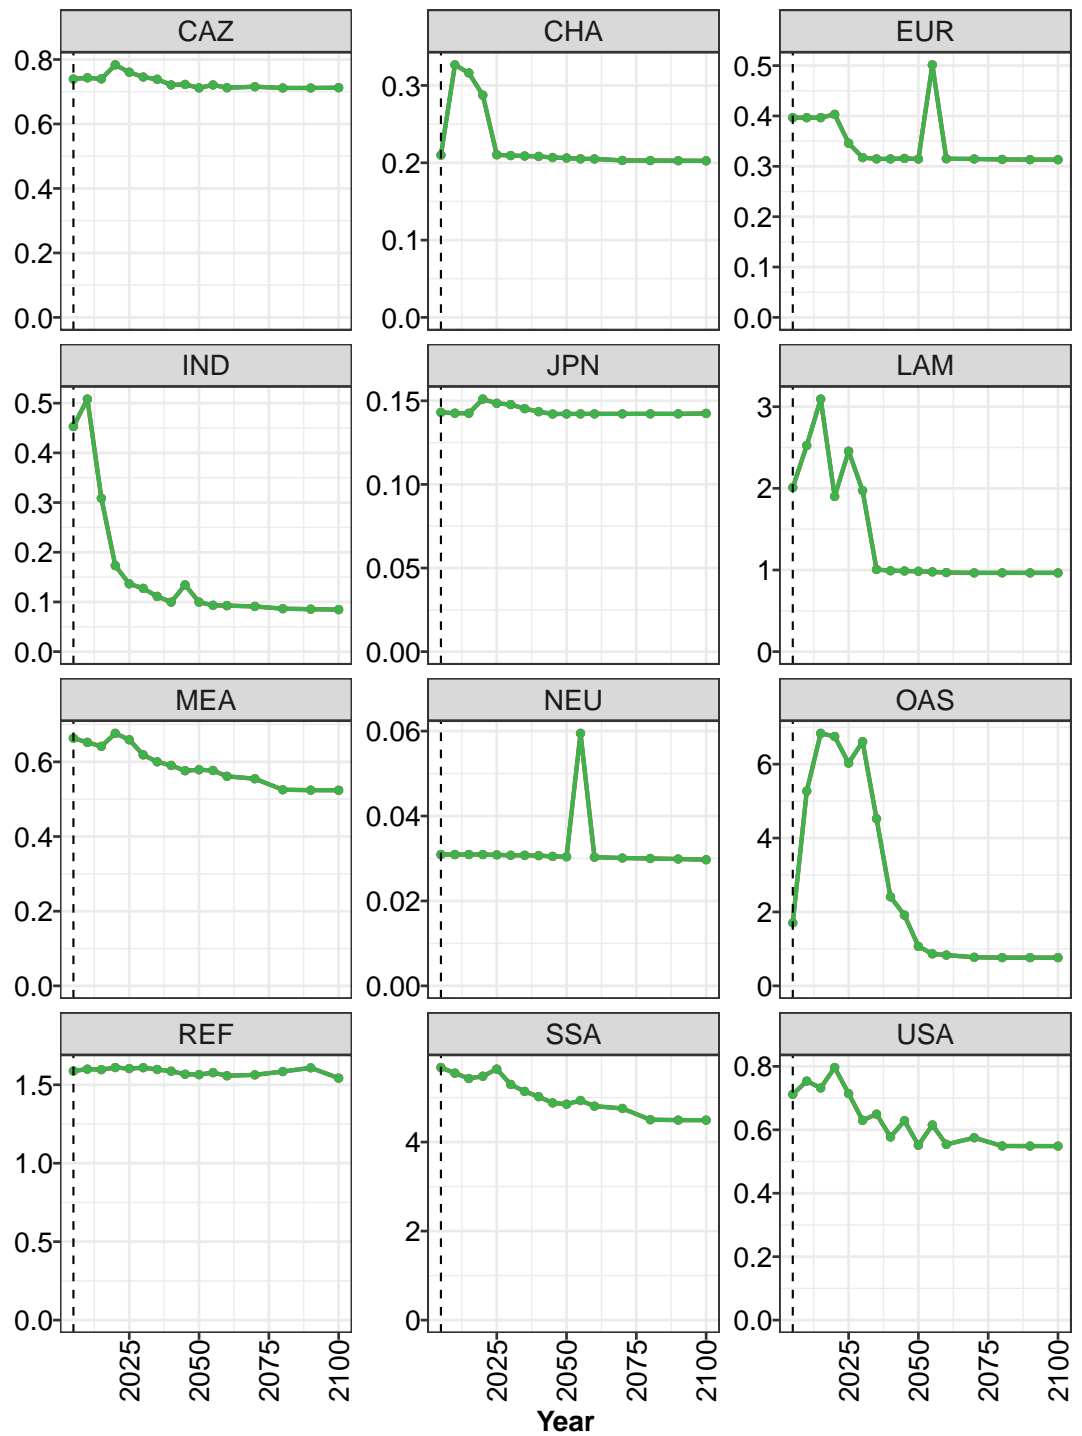 CAZ CHA EUR
0.8 0.3 0.5
0.6 0.4
0.2 0.3
0.4 0.2
0.2 0.1 0.1
0.0 0.0 0.0
IND JPN LAM
0.5 0.15 3
0.4
0.3 0.10 2
0.2 0.05 1
0.1
0.0 0.00 0
MEA NEU OAS
0.6 0.06 6
0.4 0.04 4
0.2 0.02 2
0.0 0.00 0
REF SSA USA
1.5 0.8
1.0 4 0.6
0.4
0.5 2 0.2
0.0 0 0.0
2025 2050 2075 2100 2025 2050 2075 2100 2025 2050 2075 2100
Year